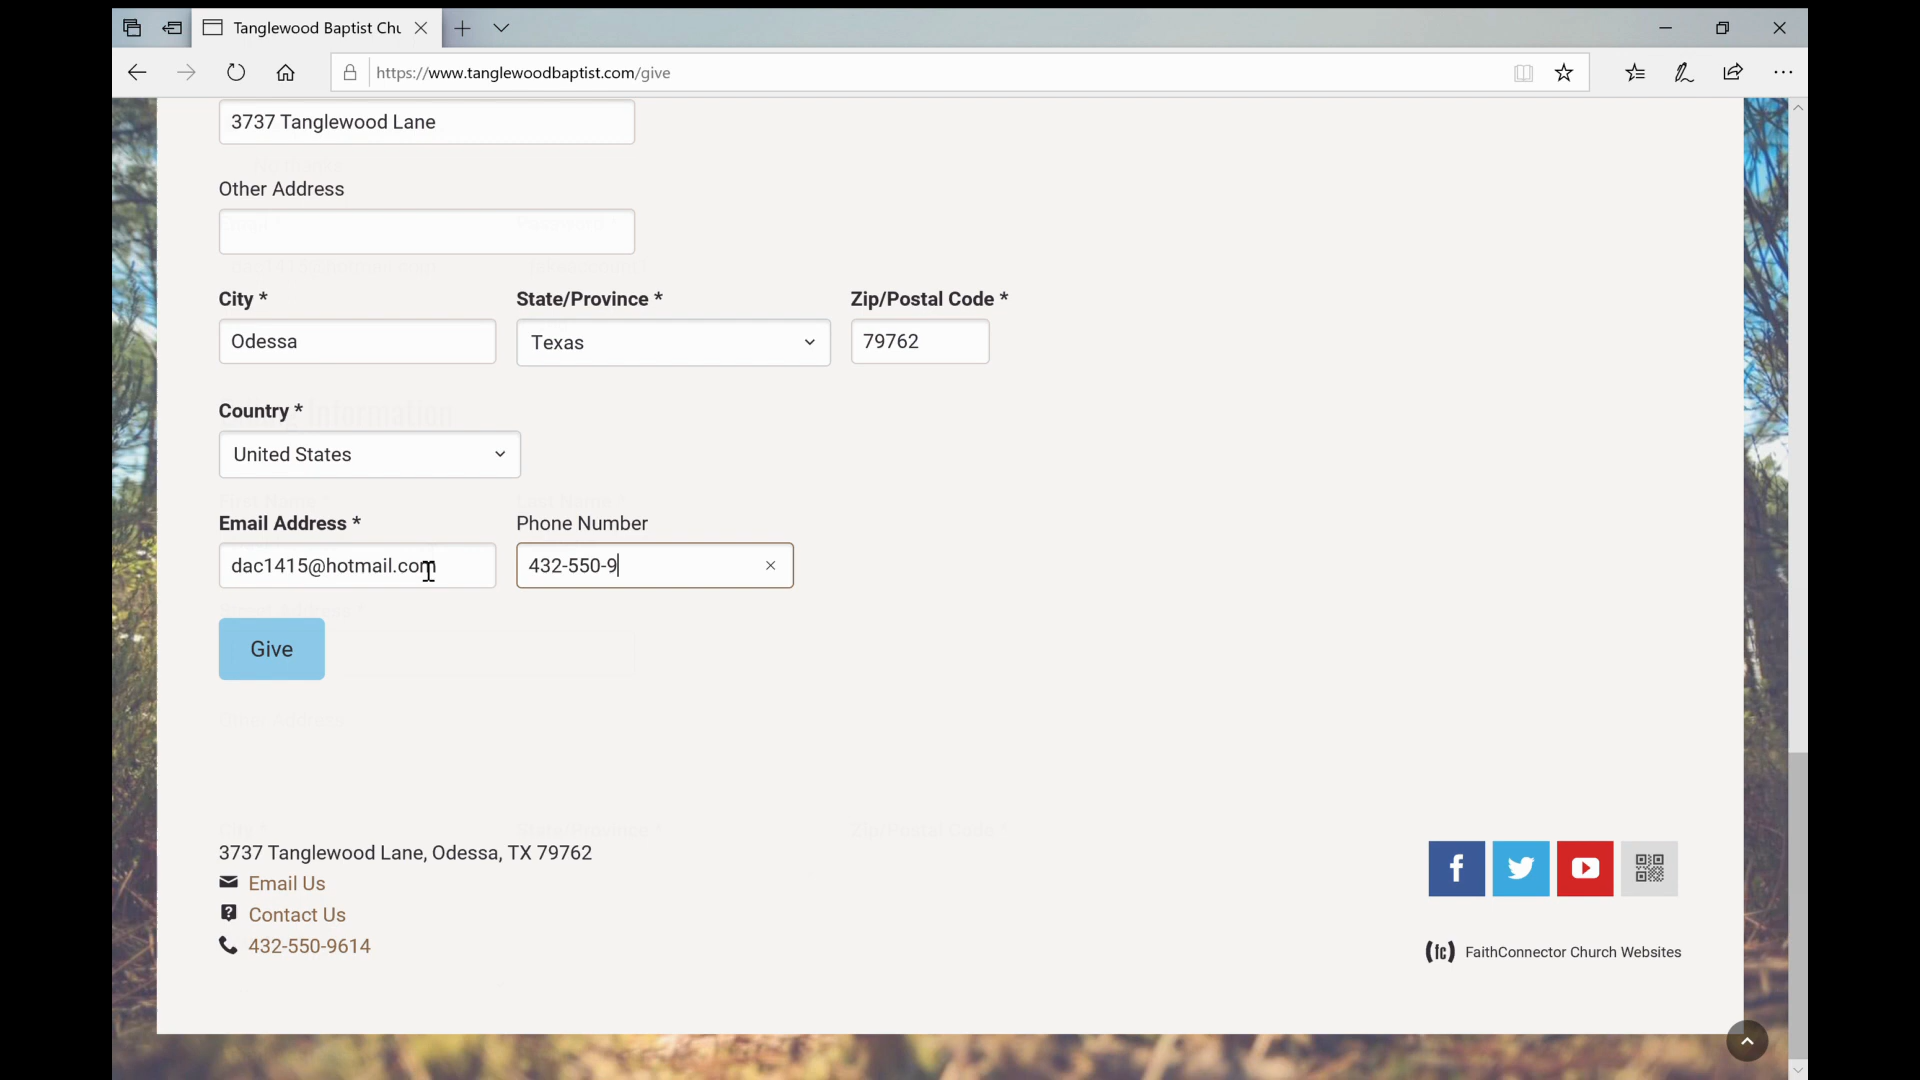 Tanglewood Baptist Chu
https://www.tanglewoodbaptist.com/give
3737 Tanglewood Lane
Other Address
City * State/Province * Zip/Postal Code *
Odessa Texas 79762
Country *
United States
Email Address * Phone Number
dac1415@hotmail.com 432-550-9
Give
3737 Tanglewood Lane, Odessa, TX 79762
Email Us
Contact Us
432-550-9614
(fc) FaithConnector Church Websites